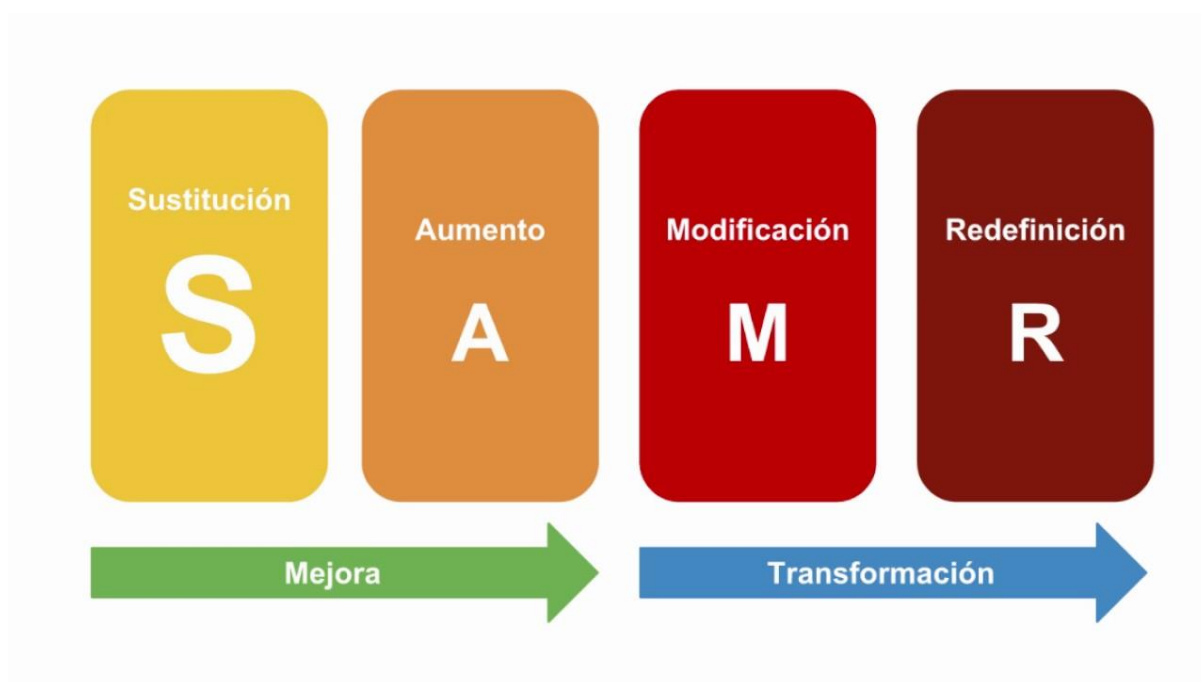 Sustitución
S
Aumento
A
Modificación
M
Redefinición
R
Mejora
Transformación